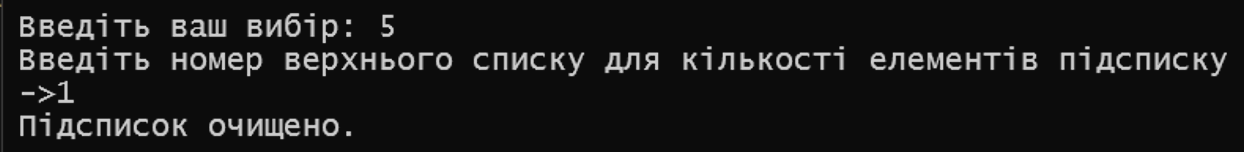 Введіть ваш вибір: 5
Введіть номер верхнього списку для кількості елементів підсписку
->1
Підсписок очищено.